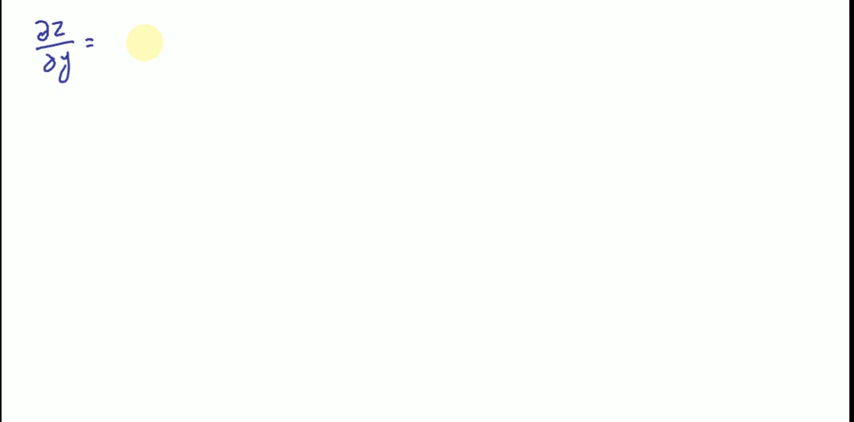 ∂z/∂y =